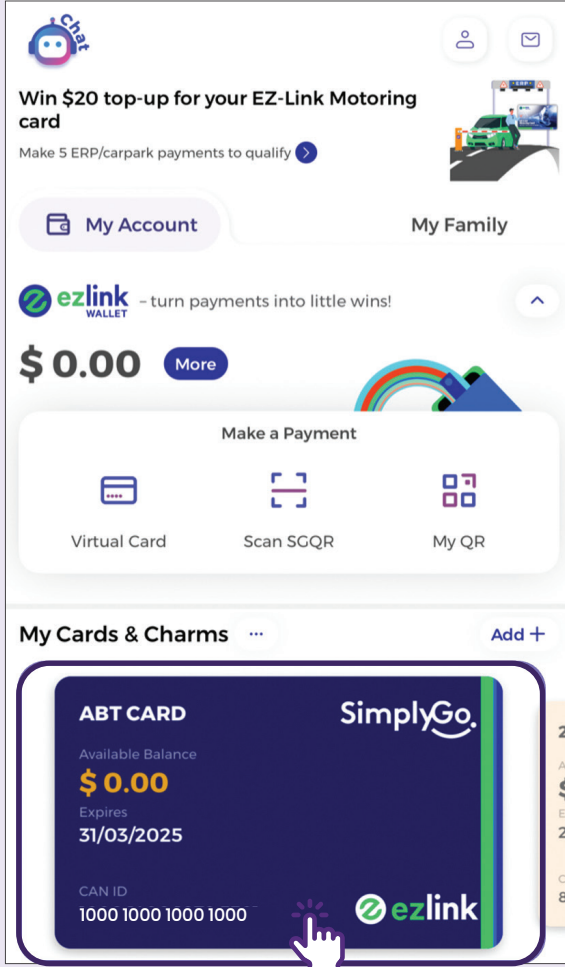 Chat
Win $20 top-up for your EZ-Link Motoring
card
Make 5 ERP/carpark payments to qualify
ERP
My Account
My Family
ezlink
WALLET
– turn payments into little wins!
$ 0.00
More
Make a Payment
Virtual Card
Scan SGQR
My QR
My Cards & Charms ...
Add +
ABT CARD
SimplyGo.
Available Balance
$ 0.00
Expires
31/03/2025
CAN ID
1000 1000 1000 1000
ezlink